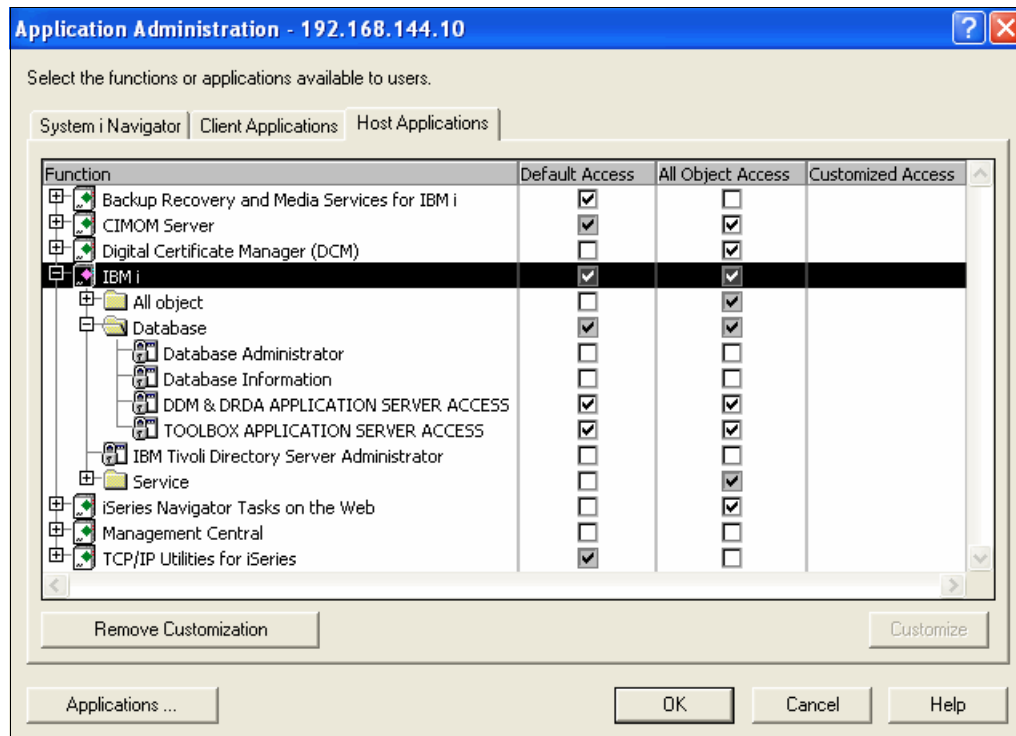 Application Administration - 192.168.144.10
Select the functions or applications available to users.
System i Navigator Client Applications Host Applications
Function Default Access All Object Access Customized Access
Backup Recovery and Media Services for IBM i
CIMOM Server
Digital Certificate Manager (DCM)
IBM i
All object
Database
Database Administrator
Database Information
DDM & DRDA APPLICATION SERVER ACCESS
TOOLBOX APPLICATION SERVER ACCESS
IBM Tivoli Directory Server Administrator
Service
iSeries Navigator Tasks on the Web
Management Central
TCP/IP Utilities for iSeries
Remove Customization Customize
Applications ... OK Cancel Help